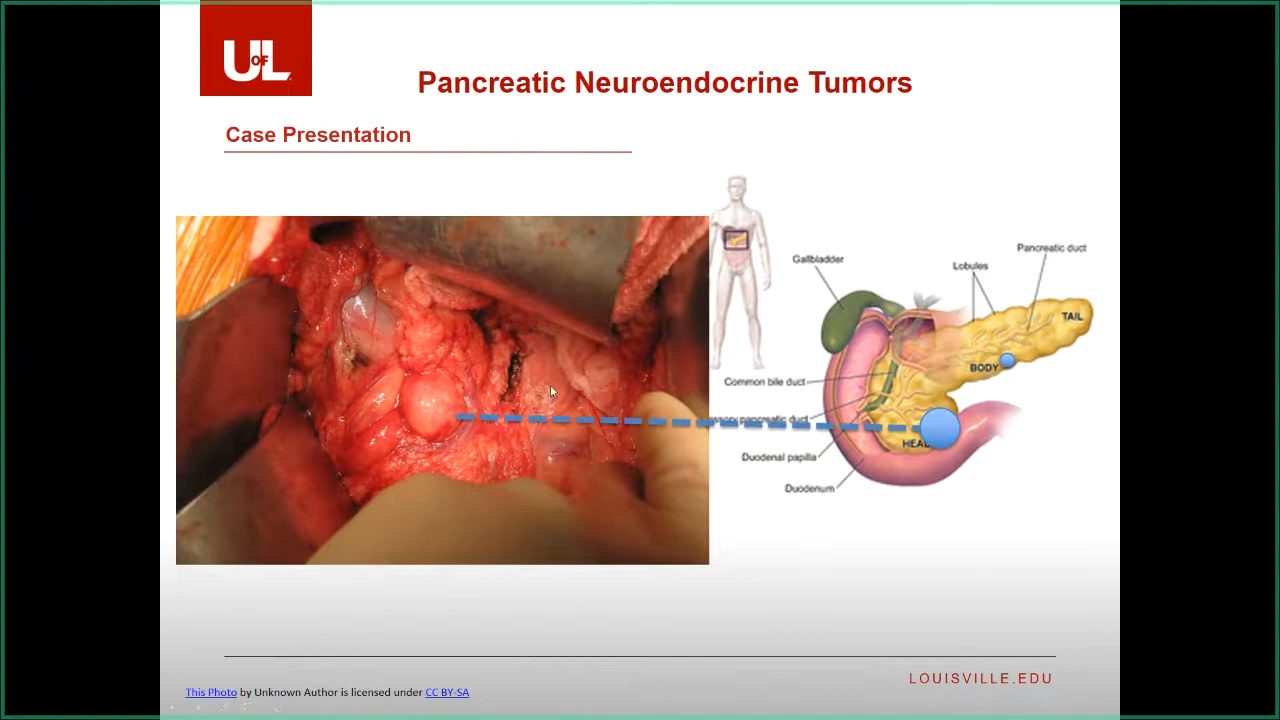 U OF L
Pancreatic Neuroendocrine Tumors
Case Presentation
Pancreatic duct
Gallbladder
Lobules
TAIL
BODY
Common bile duct
pancreatic duct
HEA
Duodenal papilla
Duodenum
LOUISVILLE.EDU
This Photo by Unknown Author is licensed under CC BY-SA